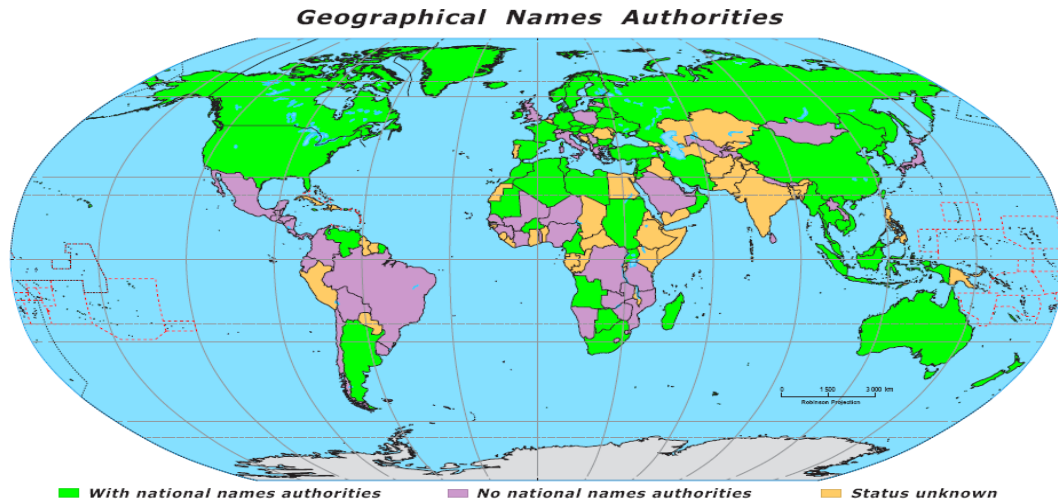 Geographical Names Authorities
0 1 500 3 000 km
Robinson Projection
With national names authorities No national names authorities Status unknown